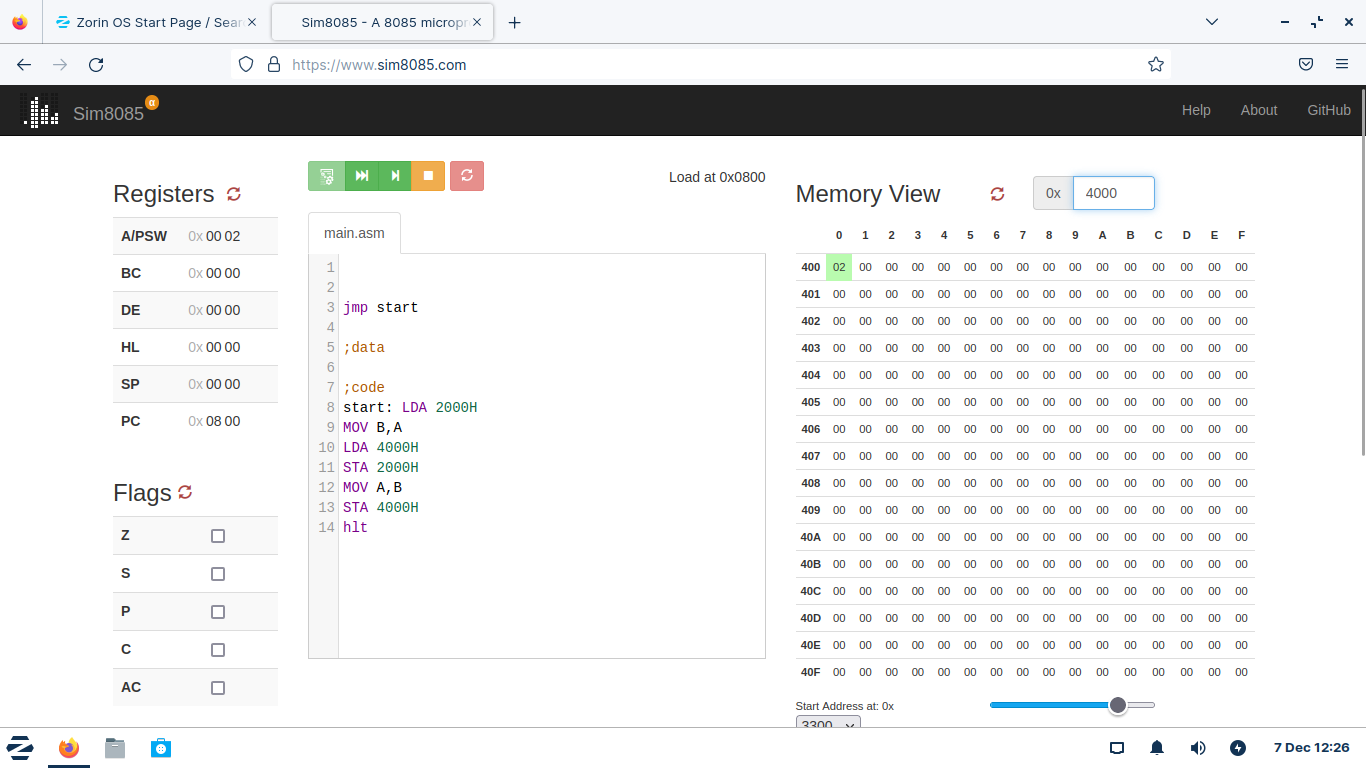 Zorin OS Start Page / Sear
Sim8085 - A 8085 micropr
https://www.sim8085.com
Sim8085 α
Help About GitHub
Registers
A/PSW 0x 00 02
BC 0x 00 00
DE 0x 00 00
HL 0x 00 00
SP 0x 00 00
PC 0x 08 00
Flags
Z
S
P
C
AC
Load at 0x0800
main.asm
1
2
3 jmp start
4
5 ;data
6
7 ;code
8 start: LDA 2000H
9 MOV B,A
10 LDA 4000H
11 STA 2000H
12 MOV A,B
13 STA 4000H
14 hlt
Memory View 0x 4000
0 1 2 3 4 5 6 7 8 9 A B C D E F
400 02 00 00 00 00 00 00 00 00 00 00 00 00 00 00 00
401 00 00 00 00 00 00 00 00 00 00 00 00 00 00 00 00
402 00 00 00 00 00 00 00 00 00 00 00 00 00 00 00 00
403 00 00 00 00 00 00 00 00 00 00 00 00 00 00 00 00
404 00 00 00 00 00 00 00 00 00 00 00 00 00 00 00 00
405 00 00 00 00 00 00 00 00 00 00 00 00 00 00 00 00
406 00 00 00 00 00 00 00 00 00 00 00 00 00 00 00 00
407 00 00 00 00 00 00 00 00 00 00 00 00 00 00 00 00
408 00 00 00 00 00 00 00 00 00 00 00 00 00 00 00 00
409 00 00 00 00 00 00 00 00 00 00 00 00 00 00 00 00
40A 00 00 00 00 00 00 00 00 00 00 00 00 00 00 00 00
40B 00 00 00 00 00 00 00 00 00 00 00 00 00 00 00 00
40C 00 00 00 00 00 00 00 00 00 00 00 00 00 00 00 00
40D 00 00 00 00 00 00 00 00 00 00 00 00 00 00 00 00
40E 00 00 00 00 00 00 00 00 00 00 00 00 00 00 00 00
40F 00 00 00 00 00 00 00 00 00 00 00 00 00 00 00 00
Start Address at: 0x
3300
7 Dec 12:26